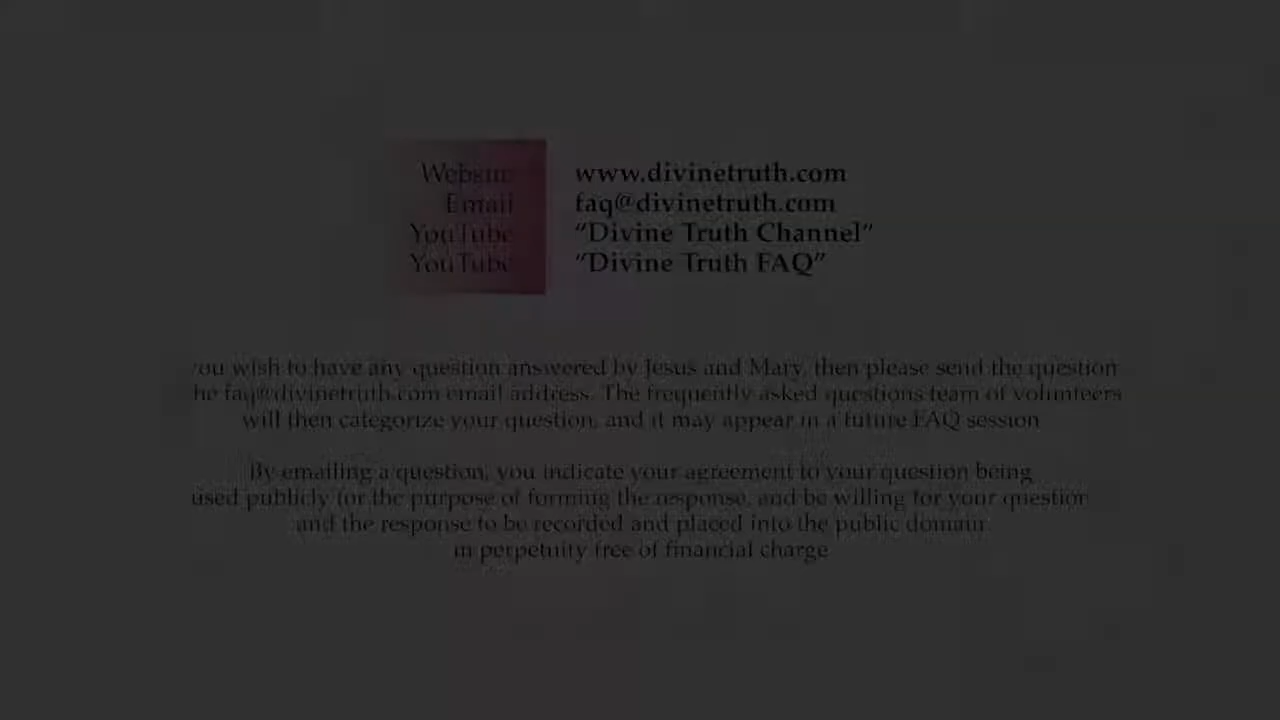 Website www.divinetruth.com
Email faq@divinetruth.com
YouTube “Divine Truth Channel”
YouTube “Divine Truth FAQ”
you wish to have any question answered by Jesus and Mary, then please send the question
he faq@divinetruth.com email address. The frequently asked questions team of volunteers
will then categorize your question, and it may appear in a future FAQ session
By emailing a question, you indicate your agreement to your question being
used publicly for the purpose of forming the response, and be willing for your question
and the response to be recorded and placed into the public domain
in perpetuity free of financial charge